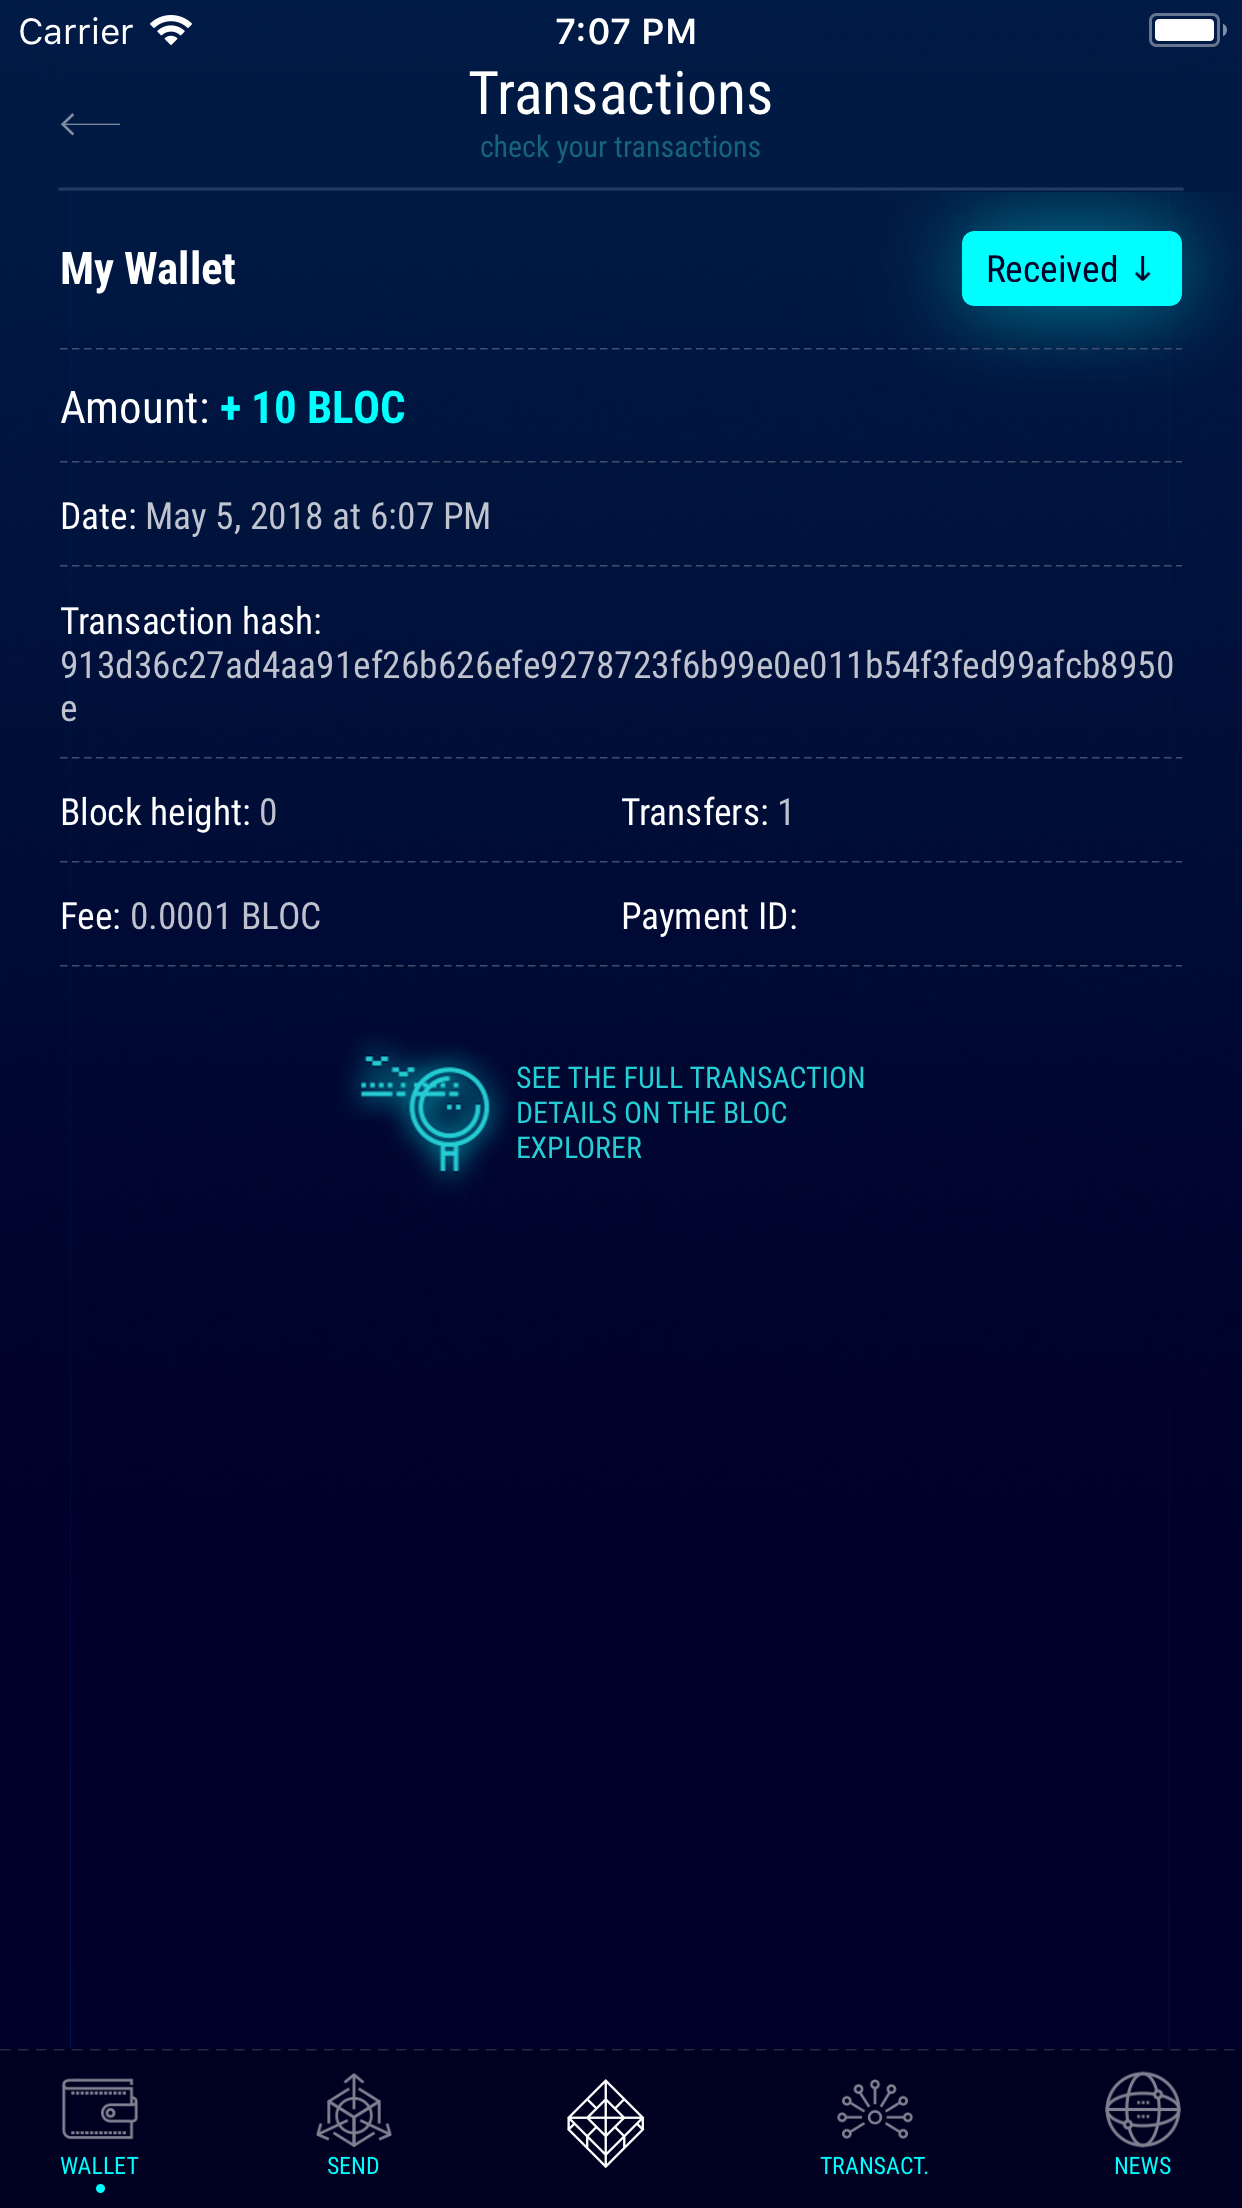 Carrier 7:07 PM
Transactions
check your transactions
My Wallet
Received ↓
Amount: + 10 BLOC
Date: May 5, 2018 at 6:07 PM
Transaction hash:
913d36c27ad4aa91ef26b626efe9278723f6b99e0e011b54f3fed99afcb8950
e
Block height: 0
Transfers: 1
Fee: 0.0001 BLOC
Payment ID:
SEE THE FULL TRANSACTION
DETAILS ON THE BLOC
EXPLORER
WALLET
SEND
TRANSACT.
NEWS